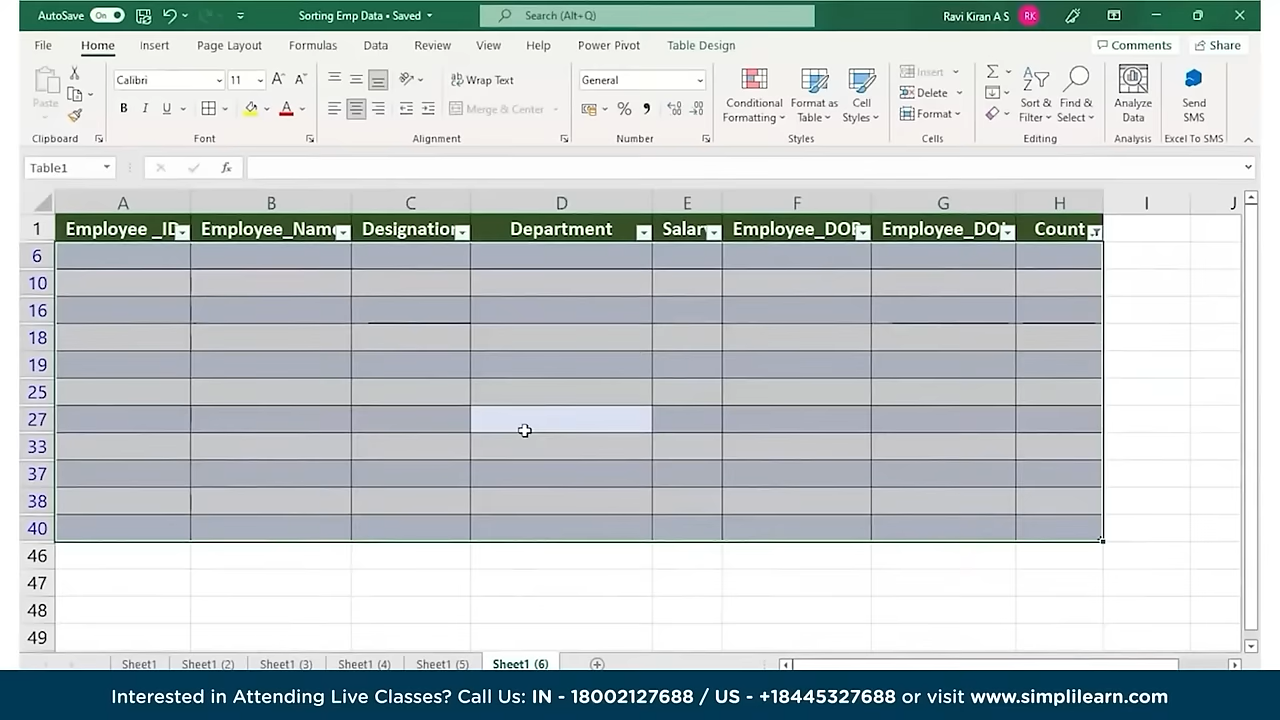 AutoSave On Sorting Emp Data • Saved Search (Alt+Q) Ravi Kiran A S RK
File Home Insert Page Layout Formulas Data Review View Help Power Pivot Table Design Comments Share
Paste Calibri 11 A A Wrap Text General Conditional Formatting Format as Table Cell Styles Insert Delete Format Sort & Filter Find & Select Analyze Data Send SMS
B I U A Merge & Center % 
Clipboard Font Alignment Number Styles Cells Editing Analysis Excel To SMS
Table1 fx
A B C D E F G H I J
1 Employee _ID Employee_Name Designation Department Salary Employee_DOB Employee_DOJ Count
6
10
16
18
19
25
27
33
37
38
40
46
47
48
49
Sheet1 Sheet1 (2) Sheet1 (3) Sheet1 (4) Sheet1 (5) Sheet1 (6)
Interested in Attending Live Classes? Call Us: IN - 18002127688 / US - +18445327688 or visit www.simplilearn.com